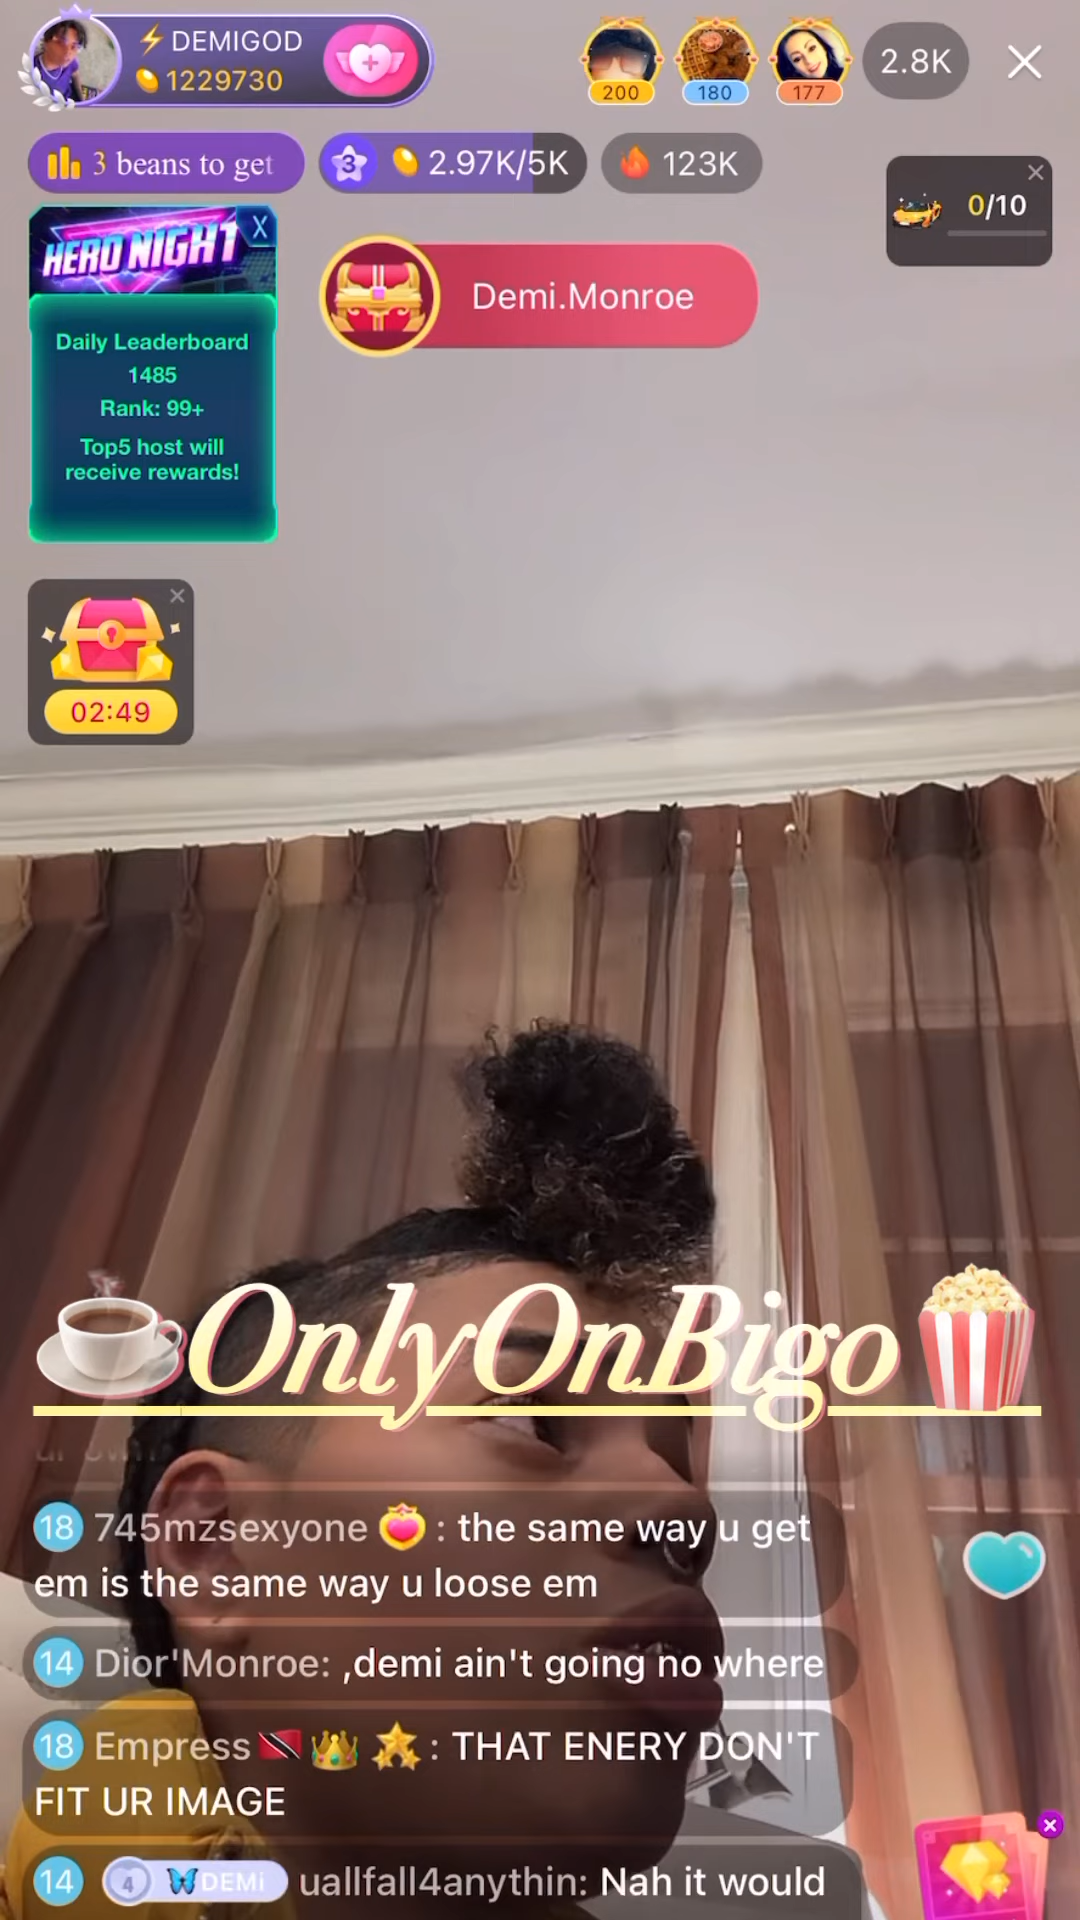 ⚡DEMIGOD
1229730
200
180
177
2.8K
3 beans to get
3
2.97K/5K
123K
0/10
HERO NIGHT
X
Daily Leaderboard
1485
Rank: 99+
Top5 host will
receive rewards!
Demi.Monroe
02:49
OnlyOnBigo
18 745mzsexyone : the same way u get
em is the same way u loose em
14 Dior'Monroe: ,demi ain't going no where
18 Empress🇹🇹👑⭐ : THAT ENERY DON'T
FIT UR IMAGE
14 4 🦋DEMi uallfall4anythin: Nah it would